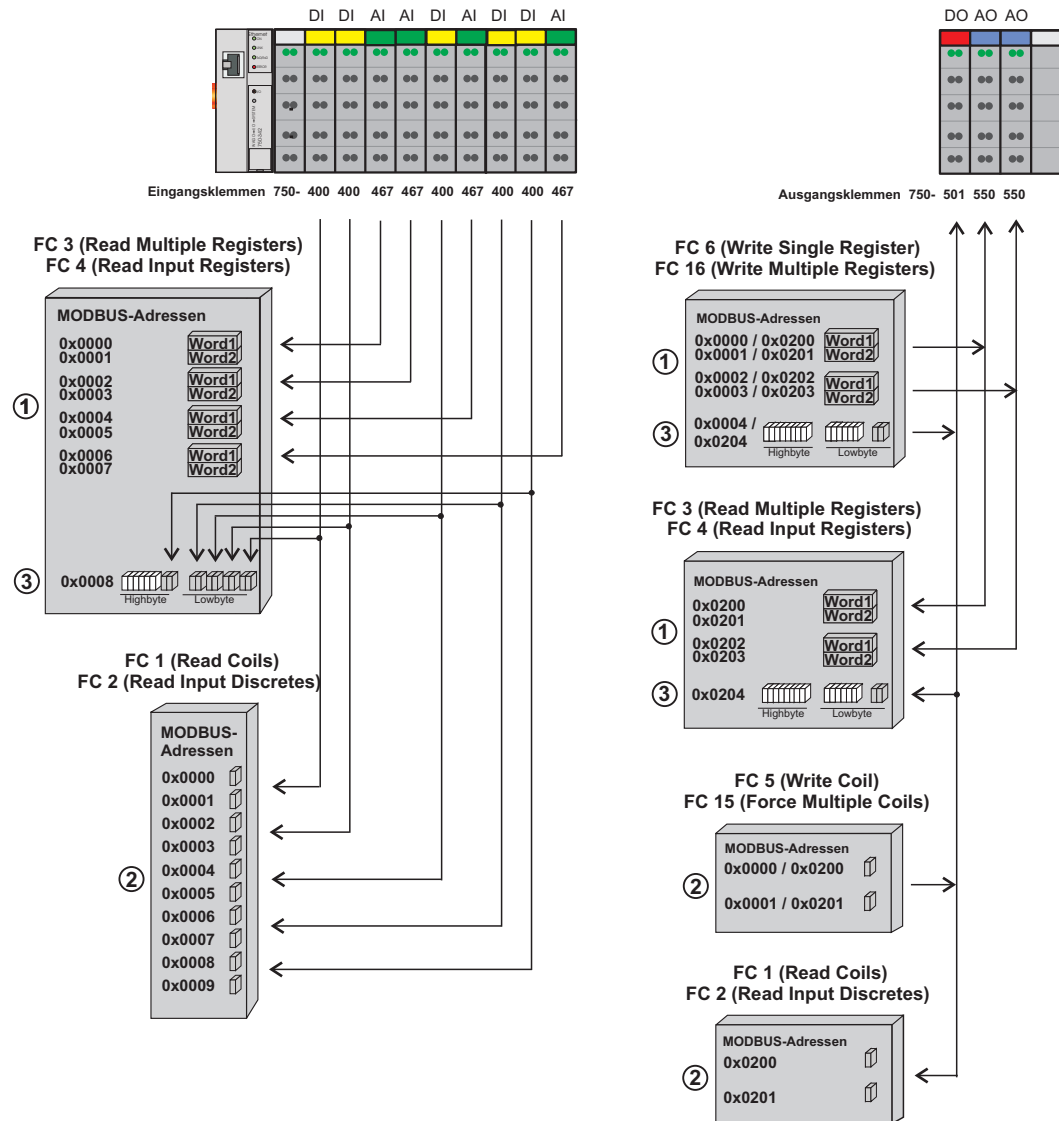 DI DI AI AI DI AI DI DI AI
Ethernet
750-342
Eingangsklemmen 750- 400 400 467 467 400 467 400 400 467
FC 3 (Read Multiple Registers)
FC 4 (Read Input Registers)
MODBUS-Adressen
① 0x0000 Word1
0x0001 Word2
0x0002 Word1
0x0003 Word2
0x0004 Word1
0x0005 Word2
0x0006 Word1
0x0007 Word2
③ 0x0008
Highbyte Lowbyte
FC 1 (Read Coils)
FC 2 (Read Input Discretes)
MODBUS-
Adressen
② 0x0000
0x0001
0x0002
0x0003
0x0004
0x0005
0x0006
0x0007
0x0008
0x0009
DO AO AO
Ausgangsklemmen 750- 501 550 550
FC 6 (Write Single Register)
FC 16 (Write Multiple Registers)
MODBUS-Adressen
① 0x0000 / 0x0200 Word1
0x0001 / 0x0201 Word2
0x0002 / 0x0202 Word1
0x0003 / 0x0203 Word2
③ 0x0004 /
0x0204
Highbyte Lowbyte
FC 3 (Read Multiple Registers)
FC 4 (Read Input Registers)
MODBUS-Adressen
① 0x0200 Word1
0x0201 Word2
0x0202 Word1
0x0203 Word2
③ 0x0204
Highbyte Lowbyte
FC 5 (Write Coil)
FC 15 (Force Multiple Coils)
MODBUS-Adressen
② 0x0000 / 0x0200
0x0001 / 0x0201
FC 1 (Read Coils)
FC 2 (Read Input Discretes)
MODBUS-Adressen
② 0x0200
0x0201